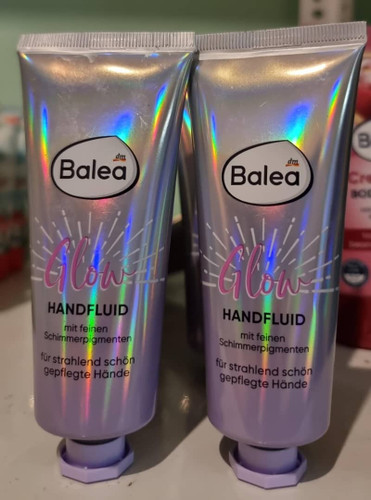 dm
Balea
Glow
HANDFLUID
mit feinen
Schimmerpigmenten
für strahlend schön
gepflegte Hände
dm
Balea
Glow
HANDFLUID
mit feinen
Schimmerpigmenten
für strahlend schön
gepflegte Hände